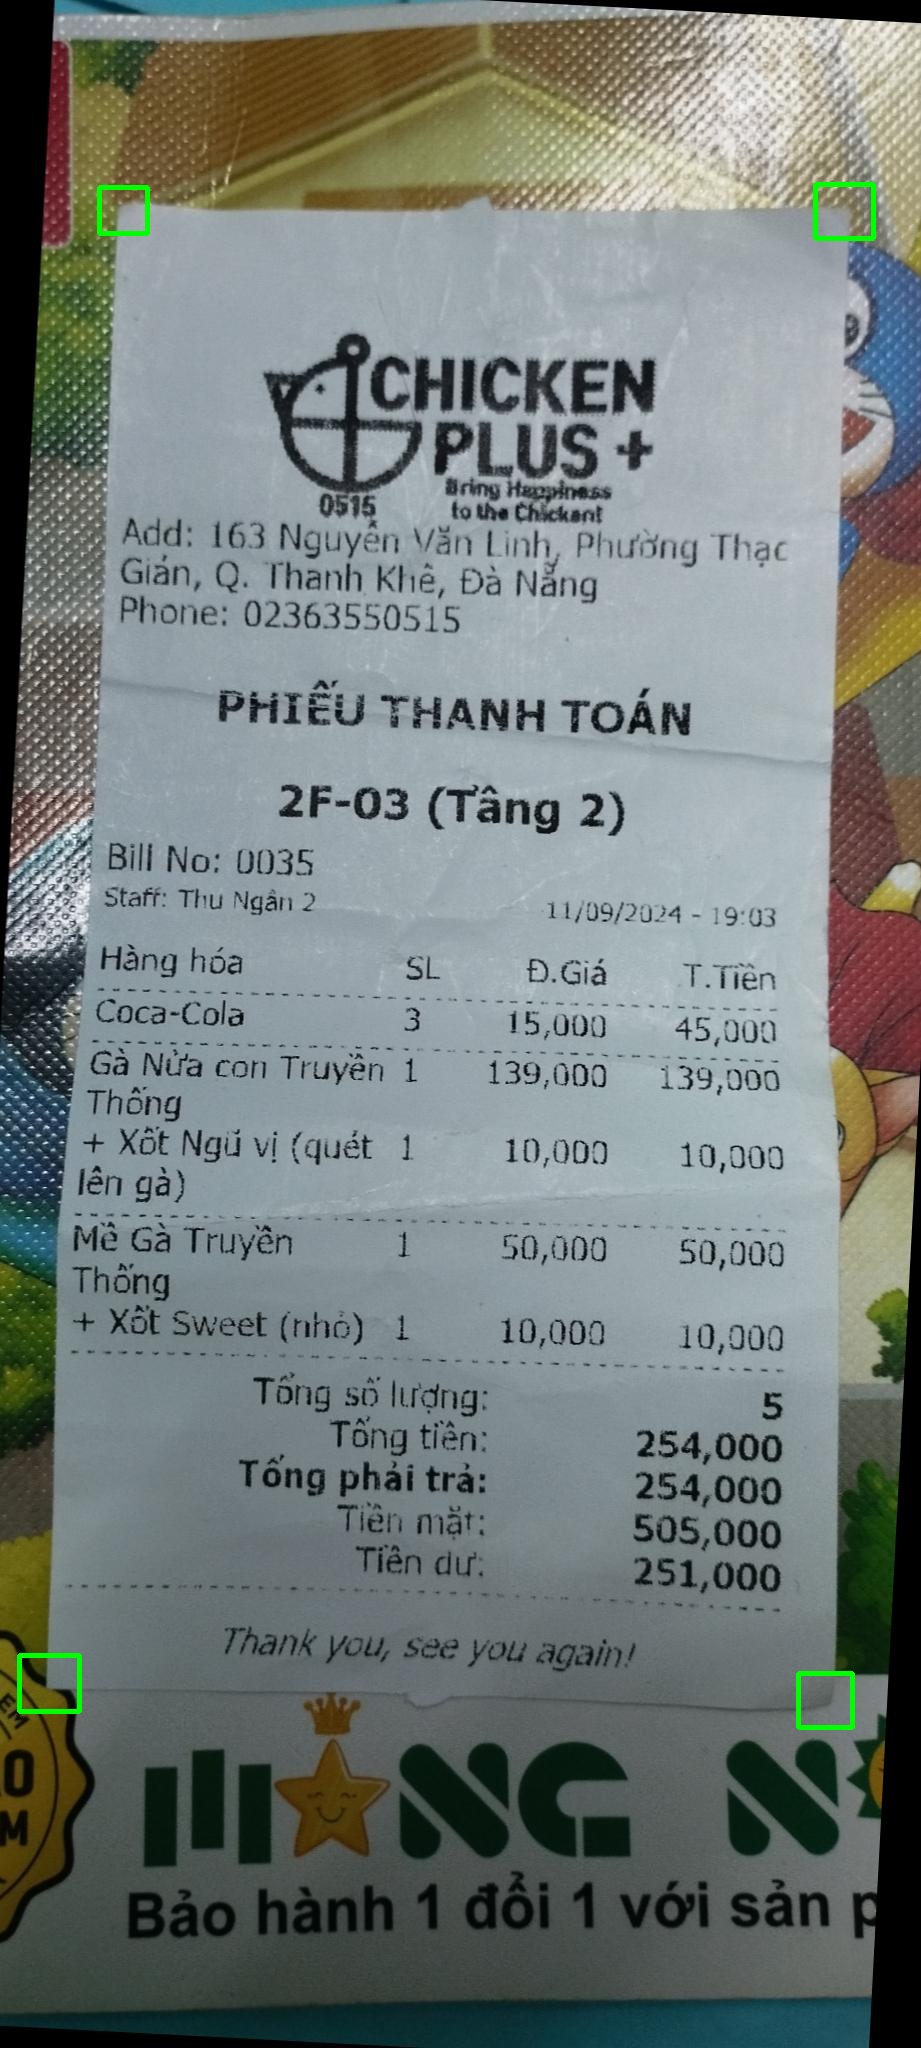 CHICKEN
PLUS +
0515
Bring Happiness
to the Chicken!
Add: 163 Nguyễn Văn Linh, Phường Thạc
Gián, Q. Thanh Khê, Đà Nẵng
Phone: 02363550515
PHIẾU THANH TOÁN
2F-03 (Tầng 2)
Bill No: 0035
Staff: Thu Ngân 2 11/09/2024 - 19:03
Hàng hóa SL Đ.Giá T.Tiền
Coca-Cola 3 15,000 45,000
Gà Nửa con Truyền 1 139,000 139,000
Thống
+ Xốt Ngũ vị (quét 1 10,000 10,000
lên gà)
Mề Gà Truyền 1 50,000 50,000
Thống
+ Xốt Sweet (nhỏ) 1 10,000 10,000
Tổng số lượng: 5
Tổng tiền: 254,000
Tổng phải trả: 254,000
Tiền mặt: 505,000
Tiền dư: 251,000
Thank you, see you again!
Bảo hành 1 đổi 1 với sản